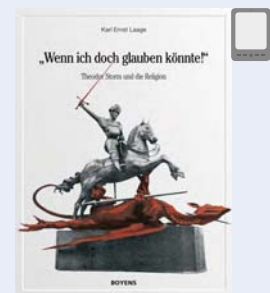 Karl Ernst Laage
„Wenn ich doch glauben könnte!“
Theodor Storm und die Religion
BOYENS